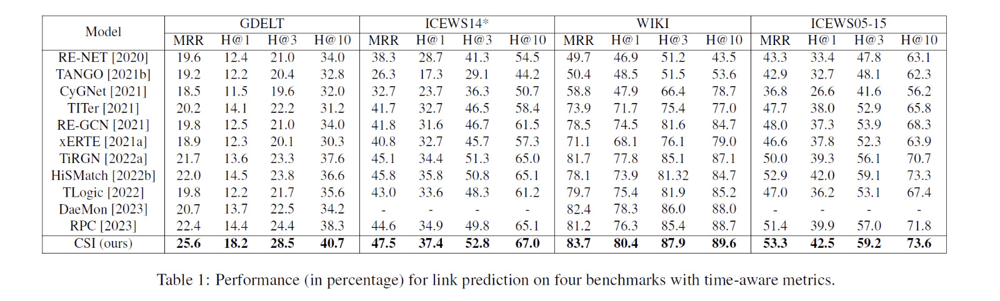 Model GDELT ICEWS14* WIKI ICEWS05-15
MRR H@1 H@3 H@10 MRR H@1 H@3 H@10 MRR H@1 H@3 H@10 MRR H@1 H@3 H@10
RE-NET [2020] 19.6 12.4 21.0 34.0 38.3 28.7 41.3 54.5 49.7 46.9 51.2 43.5 43.3 33.4 47.8 63.1
TANGO [2021b] 19.2 12.2 20.4 32.8 26.3 17.3 29.1 44.2 50.4 48.5 51.5 53.6 42.9 32.7 48.1 62.3
CyGNet [2021] 18.5 11.5 19.6 32.0 32.7 23.7 36.3 50.7 58.8 47.9 66.4 78.7 36.8 26.6 41.6 56.2
TITer [2021] 20.2 14.1 22.2 31.2 41.7 32.7 46.5 58.4 73.9 71.7 75.4 77.0 47.7 38.0 52.9 65.8
RE-GCN [2021] 19.8 12.5 21.0 34.0 41.8 31.6 46.7 61.5 78.5 74.5 81.6 84.7 48.0 37.3 53.9 68.3
xERTE [2021a] 18.9 12.3 20.1 30.3 40.8 32.7 45.7 57.3 71.1 68.1 76.1 79.0 46.6 37.8 52.3 63.9
TiRGN [2022a] 21.7 13.6 23.3 37.6 45.1 34.4 51.3 65.0 81.7 77.8 85.1 87.1 50.0 39.3 56.1 70.7
HiSMatch [2022b] 22.0 14.5 23.8 36.6 45.8 35.8 50.8 65.1 78.1 73.9 81.32 84.7 52.9 42.0 59.1 73.3
TLogic [2022] 19.8 12.2 21.7 35.6 43.0 33.6 48.3 61.2 79.7 75.4 81.9 85.2 47.0 36.2 53.1 67.4
DaeMon [2023] 20.7 13.7 22.5 34.2 - - - - 82.4 78.3 86.0 88.0 - - - -
RPC [2023] 22.4 14.4 24.4 38.3 44.6 34.9 49.8 65.1 81.2 76.3 85.4 88.7 51.4 39.9 57.0 71.8
CSI (ours) 25.6 18.2 28.5 40.7 47.5 37.4 52.8 67.0 83.7 80.4 87.9 89.6 53.3 42.5 59.2 73.6
Table 1: Performance (in percentage) for link prediction on four benchmarks with time-aware metrics.